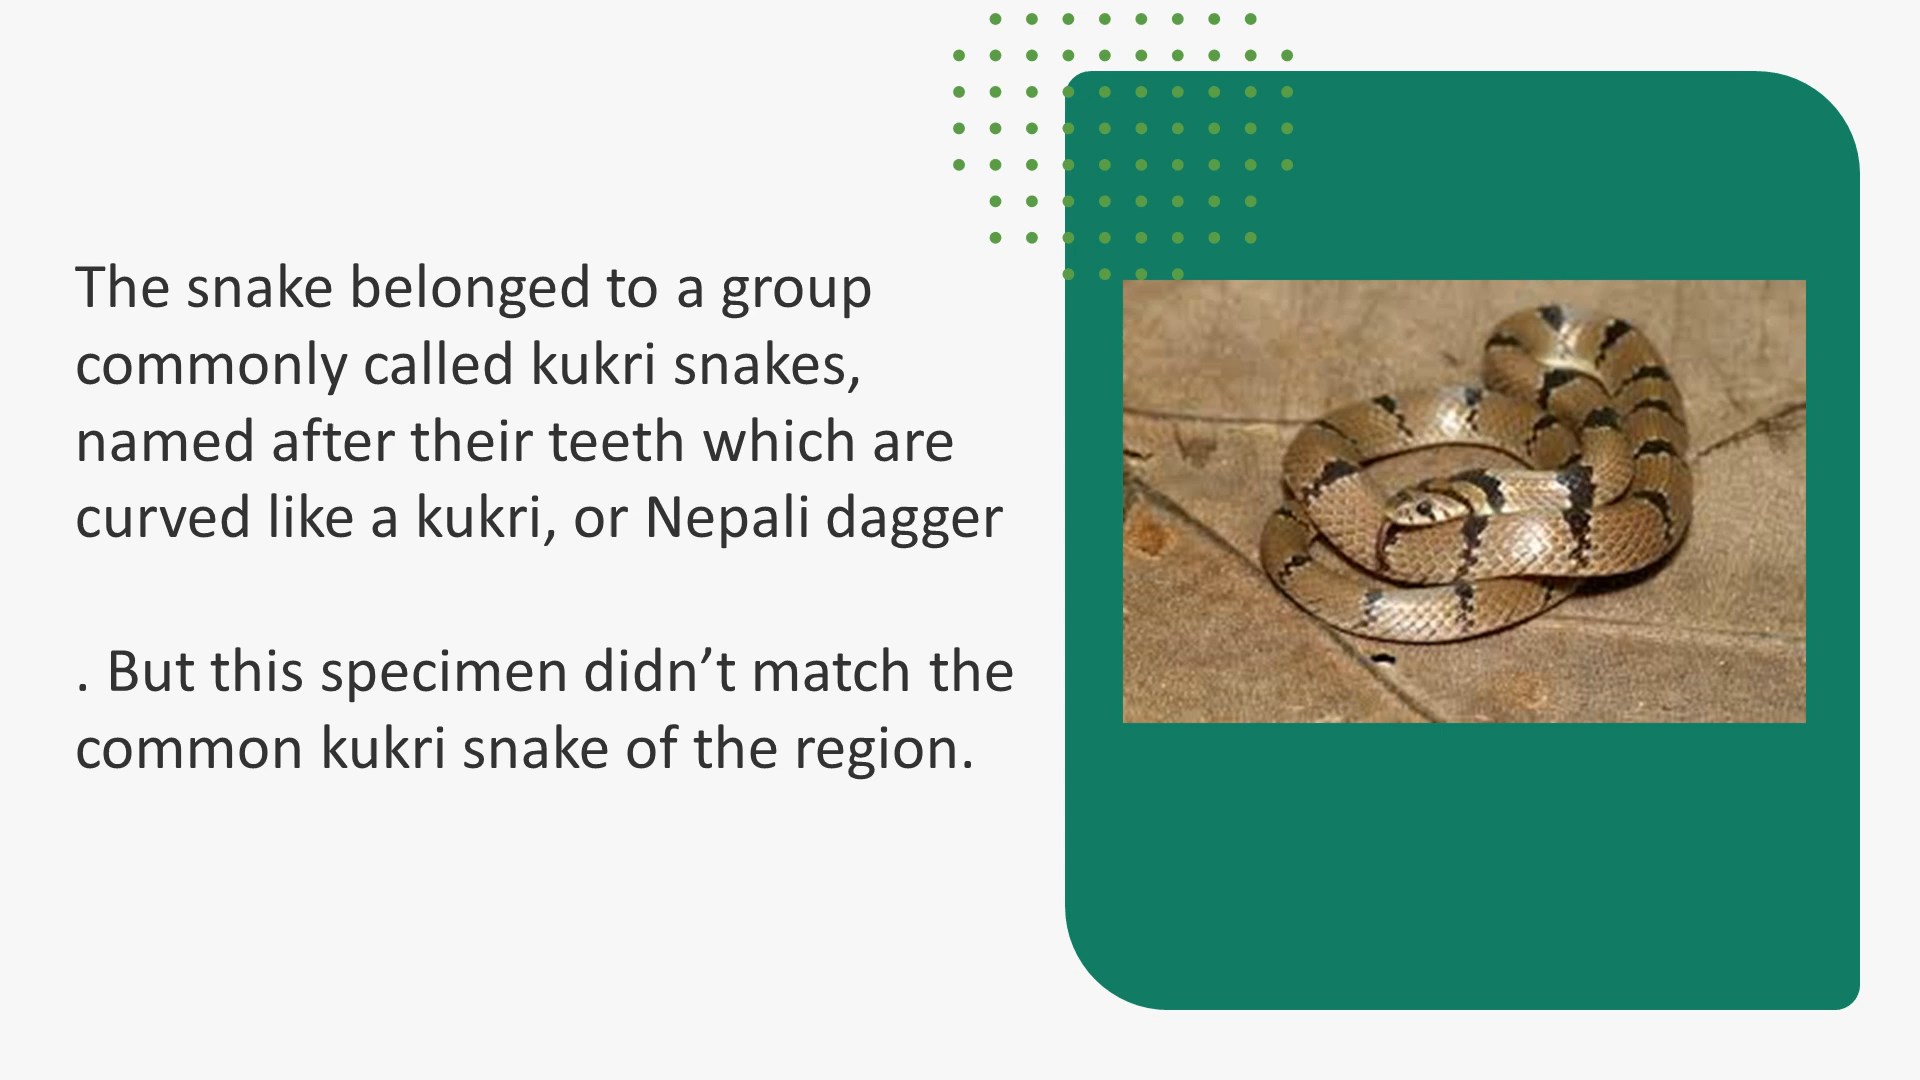 The snake belonged to a group
commonly called kukri snakes,
named after their teeth which are
curved like a kukri, or Nepali dagger
. But this specimen didn’t match the
common kukri snake of the region.